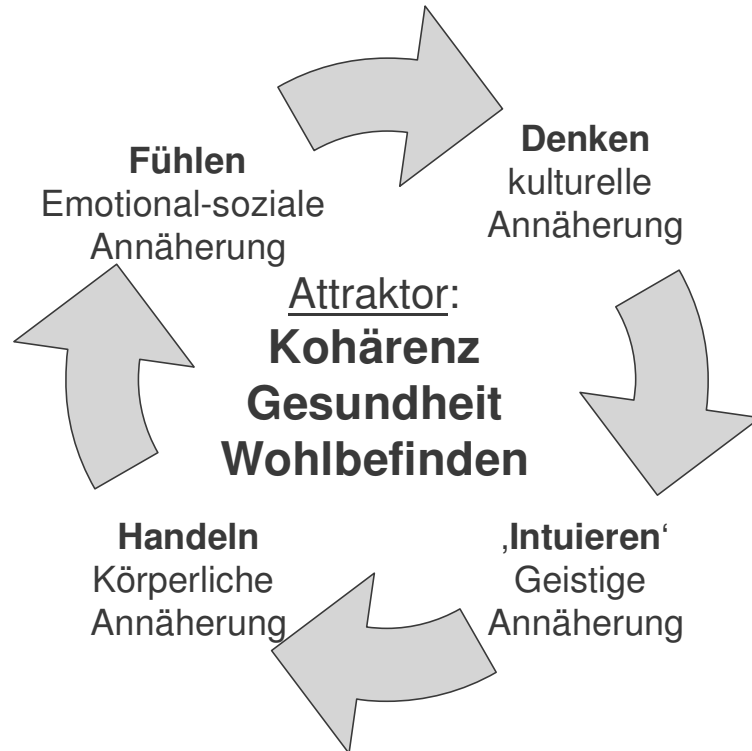 Fühlen
Emotional-soziale
Annäherung
Denken
kulturelle
Annäherung
Attraktor:
Kohärenz
Gesundheit
Wohlbefinden
Handeln
Körperliche
Annäherung
‚Intuieren‘
Geistige
Annäherung